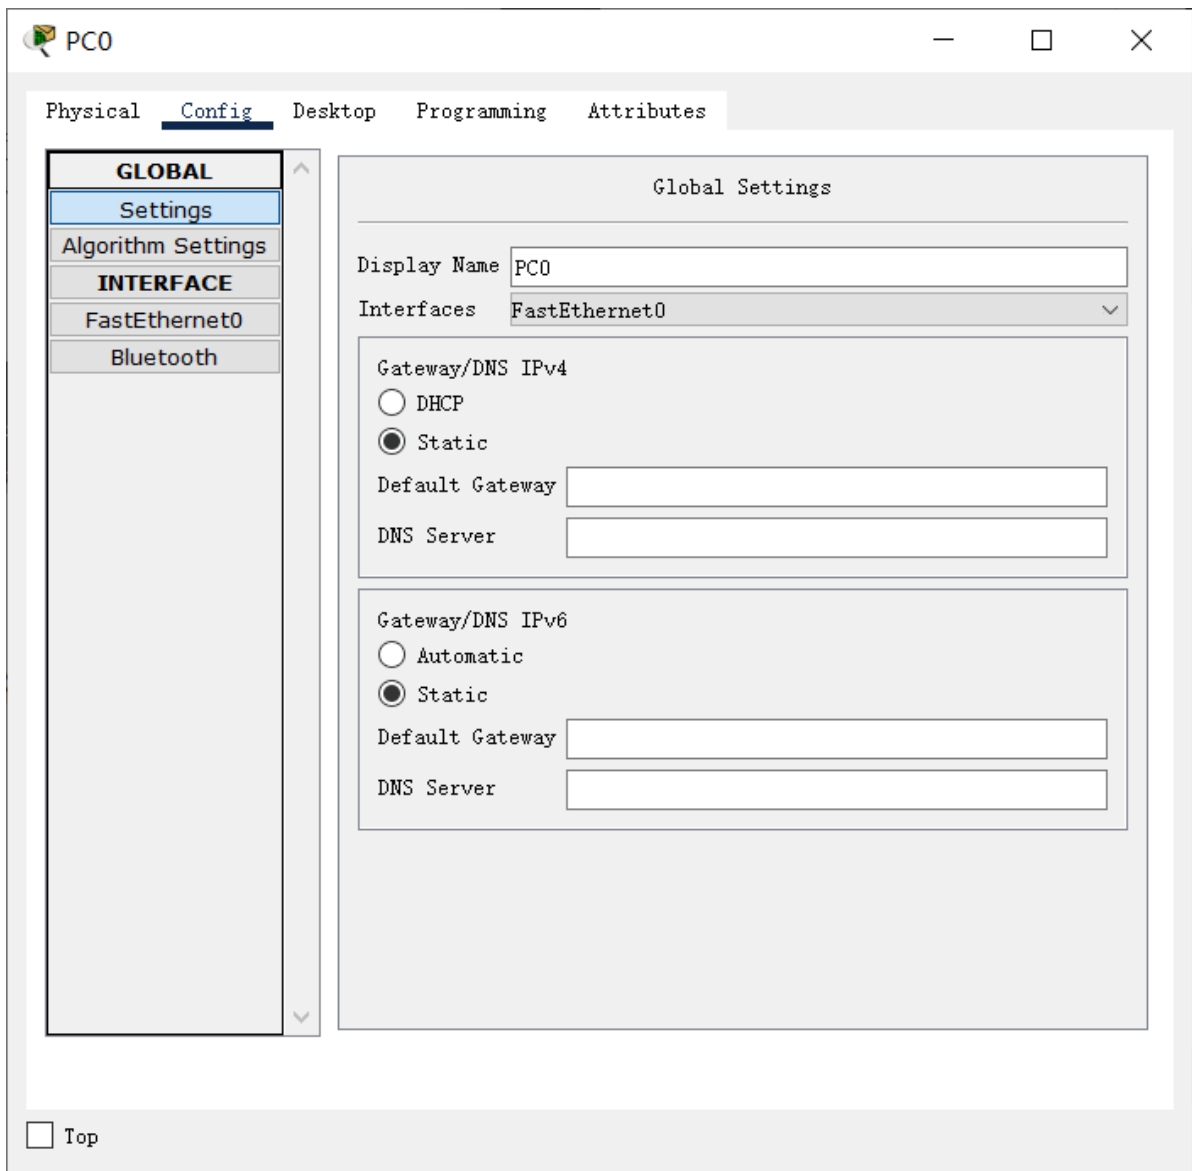 PC0
Physical Config Desktop Programming Attributes
GLOBAL
Settings
Algorithm Settings
INTERFACE
FastEthernet0
Bluetooth
Global Settings
Display Name PC0
Interfaces FastEthernet0
Gateway/DNS IPv4
DHCP
Static
Default Gateway
DNS Server
Gateway/DNS IPv6
Automatic
Static
Default Gateway
DNS Server
Top